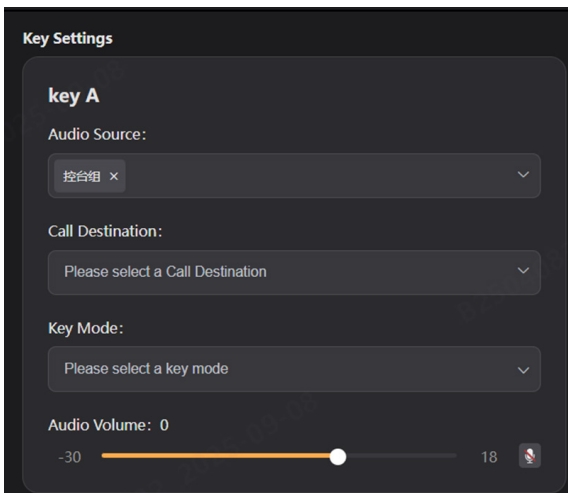 Key Settings
key A
Audio Source：
控台组 ×
Call Destination：
Please select a Call Destination
Key Mode：
Please select a key mode
Audio Volume：0
-30 18